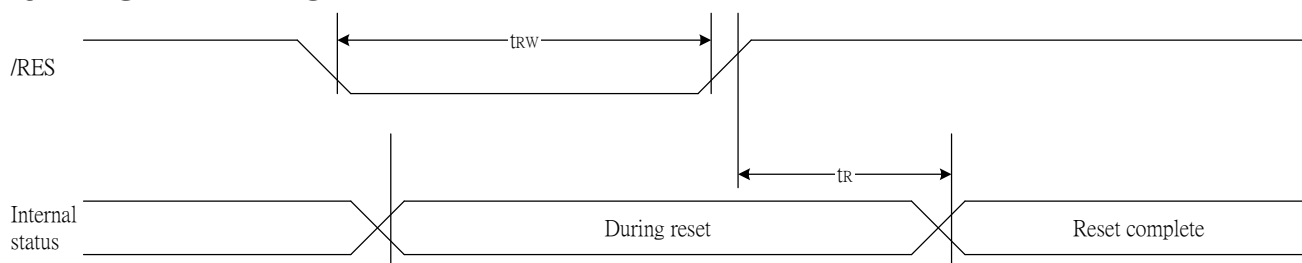 tRW
/RES
tR
Internal
status
During reset
Reset complete